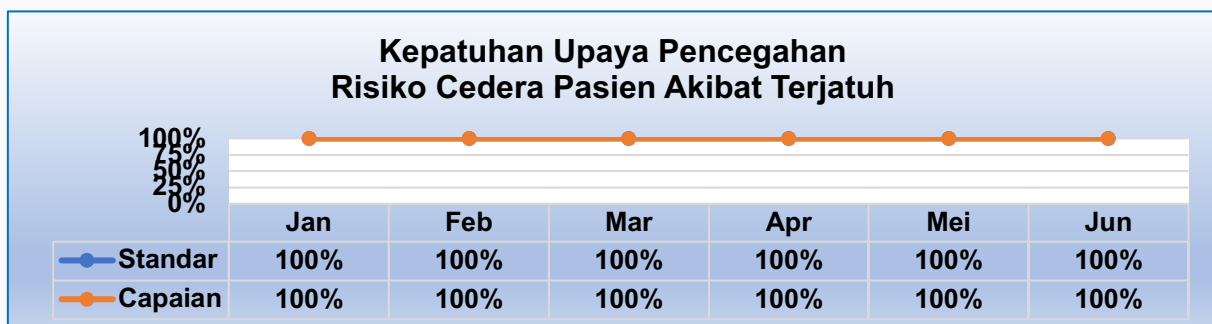 Kepatuhan Upaya Pencegahan
Risiko Cedera Pasien Akibat Terjatuh
100%
75%
50%
25%
0%
Jan Feb Mar Apr Mei Jun
Standar 100% 100% 100% 100% 100% 100%
Capaian 100% 100% 100% 100% 100% 100%